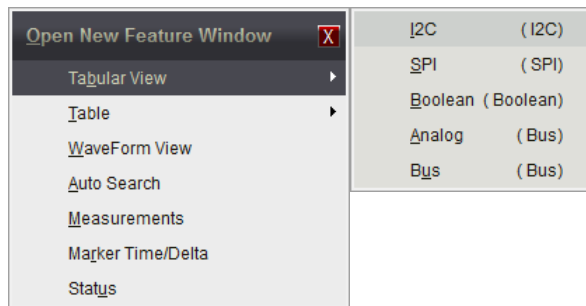 Open New Feature Window X
Tabular View
Table
WaveForm View
Auto Search
Measurements
Marker Time/Delta
Status
I2C ( I2C)
SPI ( SPI)
Boolean ( Boolean)
Analog ( Bus)
Bus ( Bus)